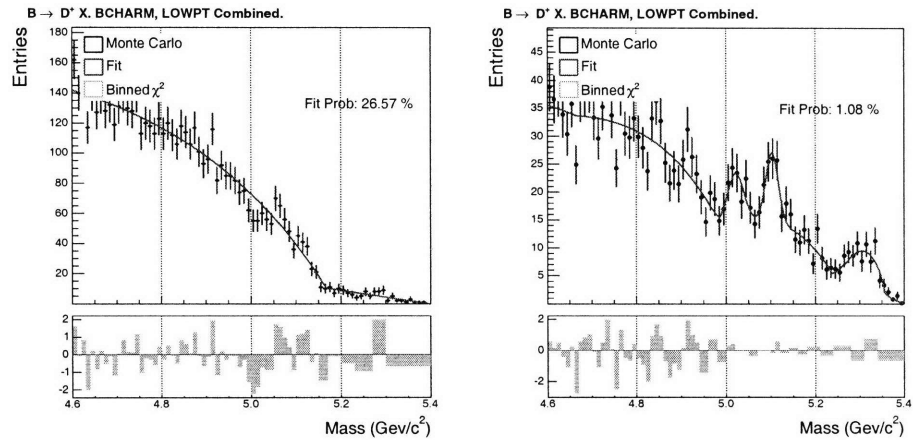 B→ D⁺ X. BCHARM, LOWPT Combined.
Entries
180
160
140
120
100
80
60
40
20
Monte Carlo
Fit
Binned χ²
Fit Prob: 26.57 %
2
1
0
-1
-2
4.6 4.8 5.0 5.2 5.4
Mass (Gev/c²)
B→ D⁺ X. BCHARM, LOWPT Combined.
Entries
45
40
35
30
25
20
15
10
5
Monte Carlo
Fit
Binned χ²
Fit Prob: 1.08 %
2
0
-2
4.6 4.8 5.0 5.2 5.4
Mass (Gev/c²)